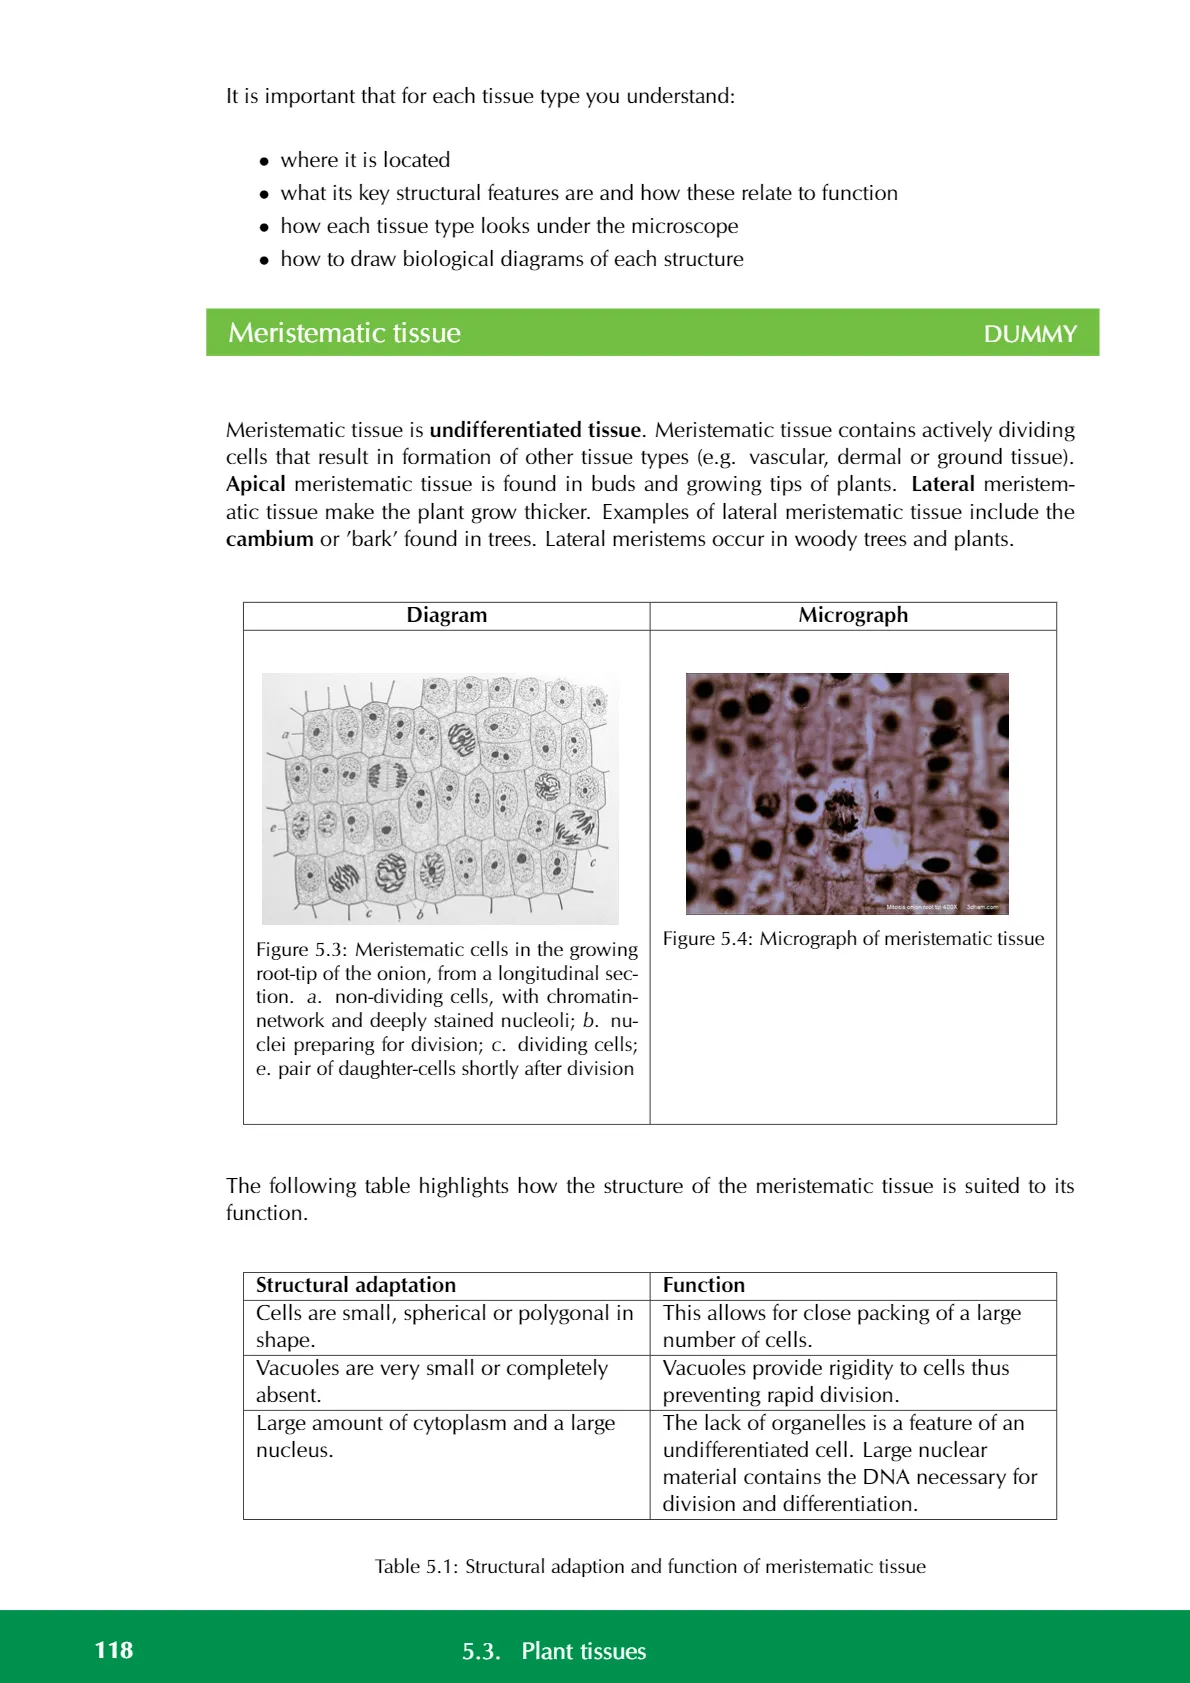 It is important that for each tissue type you understand:
• where it is located
• what its key structural features are and how these relate to function
• how each tissue type looks under the microscope
• how to draw biological diagrams of each structure
Meristematic tissue DUMMY
Meristematic tissue is undifferentiated tissue. Meristematic tissue contains actively dividing
cells that result in formation of other tissue types (e.g. vascular, dermal or ground tissue).
Apical meristematic tissue is found in buds and growing tips of plants. Lateral meristem-
atic tissue make the plant grow thicker. Examples of lateral meristematic tissue include the
cambium or ’bark’ found in trees. Lateral meristems occur in woody trees and plants.
Diagram
a
e
c
c
b
Figure 5.3: Meristematic cells in the growing
root-tip of the onion, from a longitudinal sec-
tion. a. non-dividing cells, with chromatin-
network and deeply stained nucleoli; b. nu-
clei preparing for division; c. dividing cells;
e. pair of daughter-cells shortly after division
Micrograph
Mitosis onion root tip 400X 3dham.com
Figure 5.4: Micrograph of meristematic tissue
The following table highlights how the structure of the meristematic tissue is suited to its
function.
Structural adaptation Function
Cells are small, spherical or polygonal in
shape.
This allows for close packing of a large
number of cells.
Vacuoles are very small or completely
absent.
Vacuoles provide rigidity to cells thus
preventing rapid division.
Large amount of cytoplasm and a large
nucleus.
The lack of organelles is a feature of an
undifferentiated cell. Large nuclear
material contains the DNA necessary for
division and differentiation.
Table 5.1: Structural adaption and function of meristematic tissue
118 5.3. Plant tissues